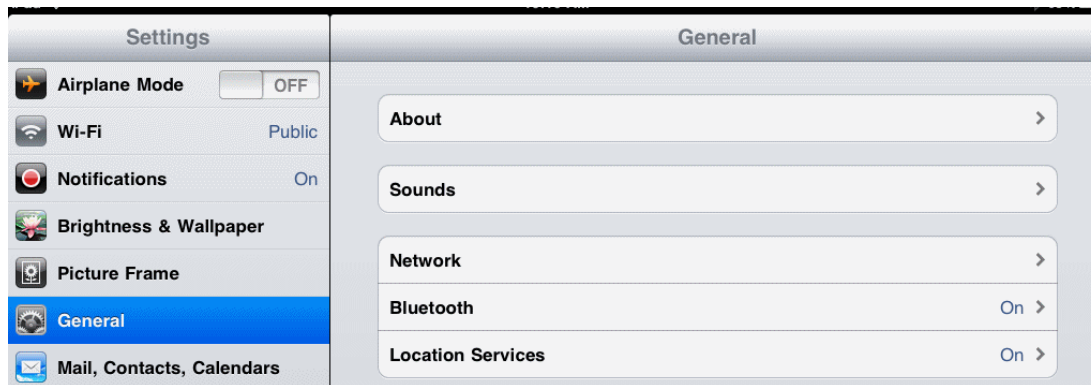 Settings
General
Airplane Mode OFF
Wi-Fi Public
Notifications On
Brightness & Wallpaper
Picture Frame
General
Mail, Contacts, Calendars
About
Sounds
Network
Bluetooth On
Location Services On